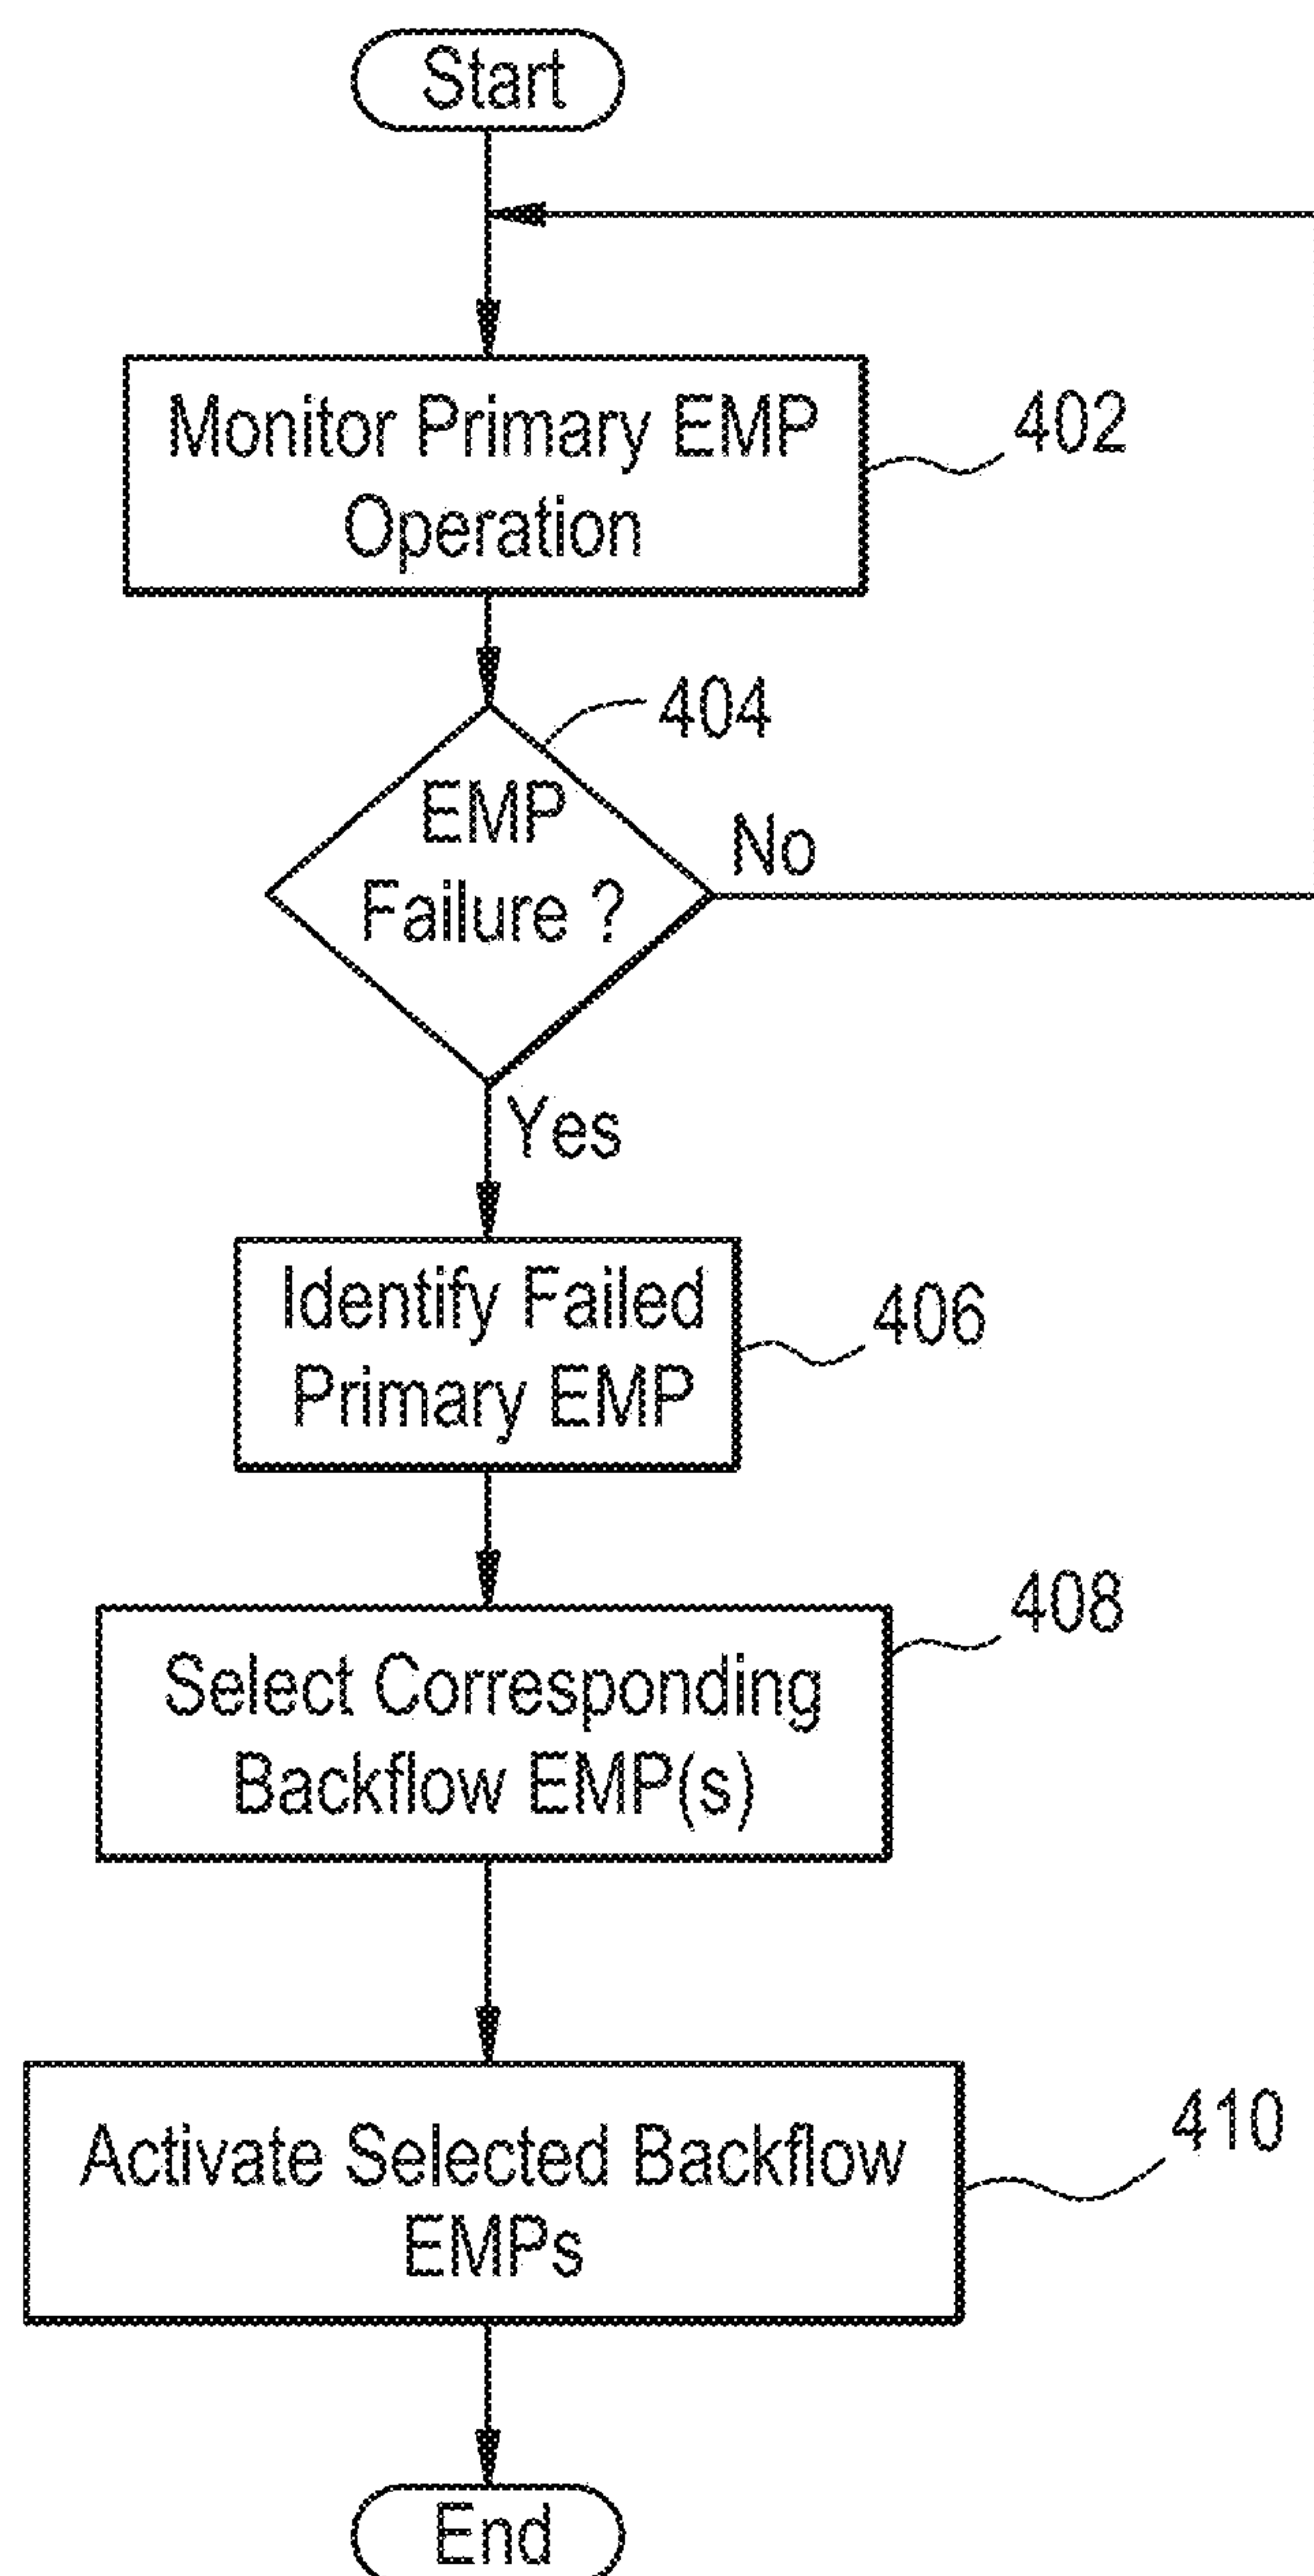 Start
Monitor Primary EMP
Operation
402
404
EMP
Failure ?
No
Yes
Identify Failed
Primary EMP
406
408
Select Corresponding
Backflow EMP(s)
410
Activate Selected Backflow
EMPs
End